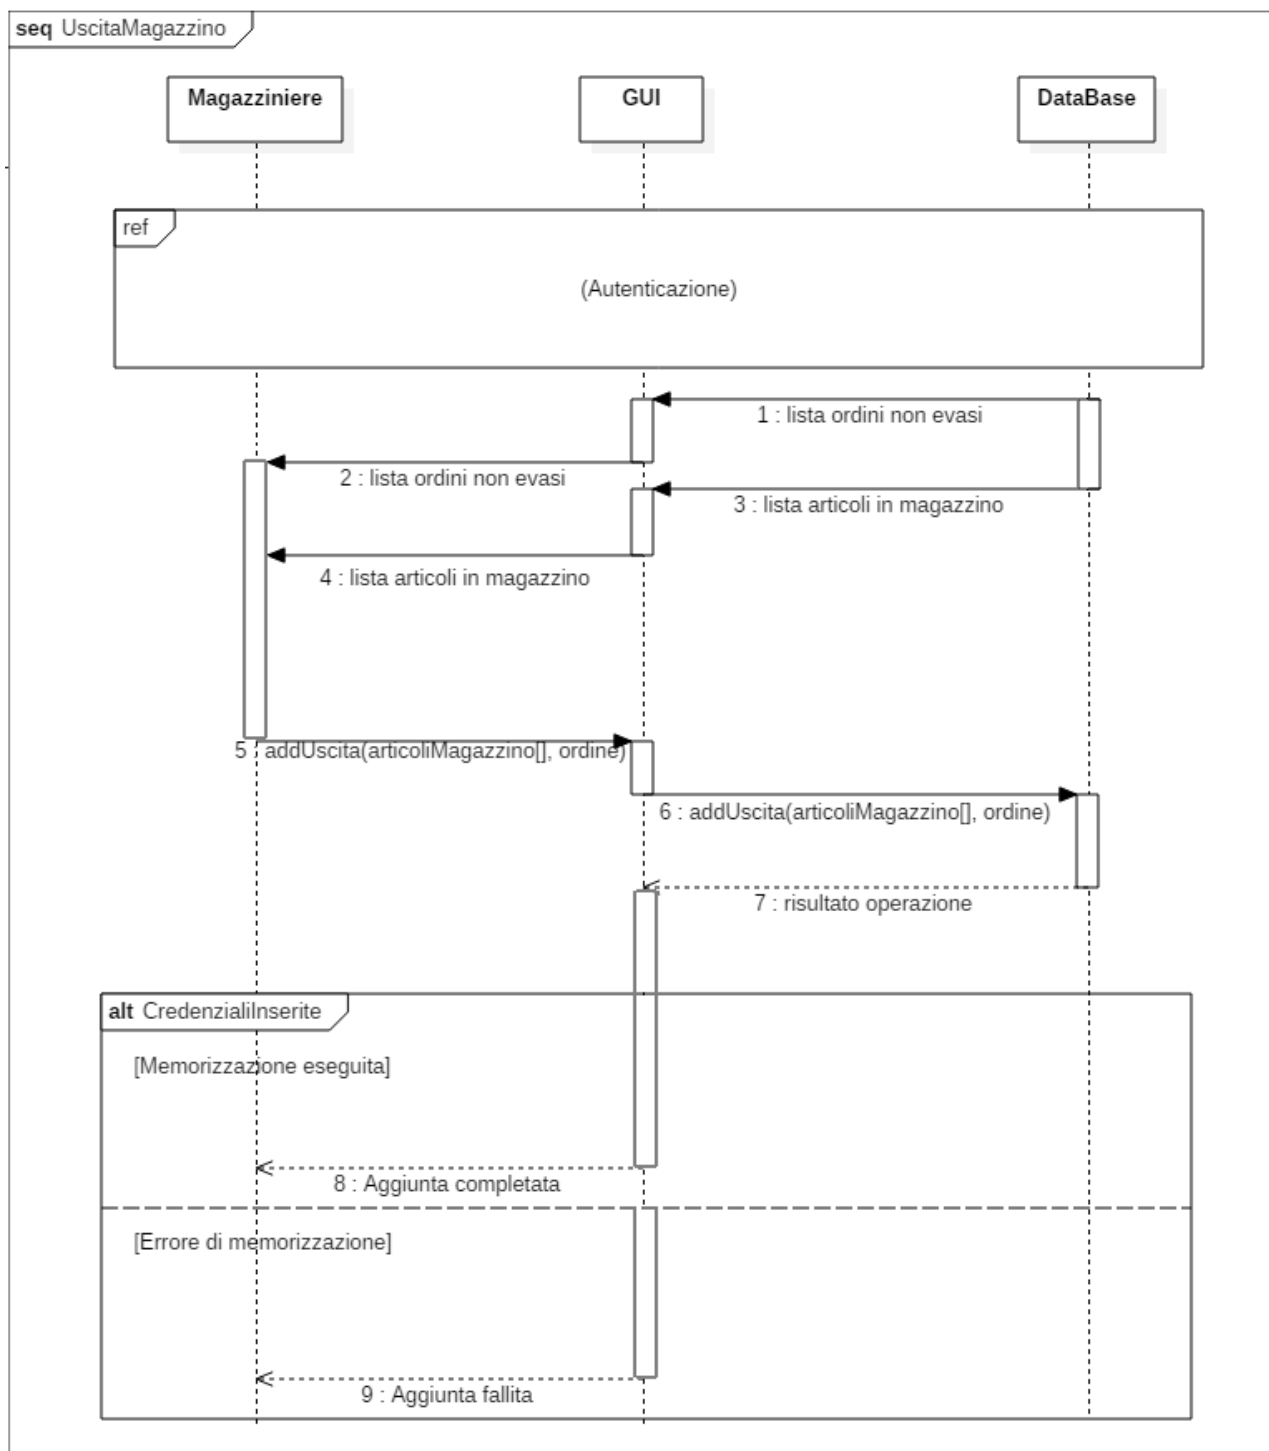 seq UscitaMagazzino
Magazziniere
GUI
DataBase
ref
(Autenticazione)
1 : lista ordini non evasi
2 : lista ordini non evasi
3 : lista articoli in magazzino
4 : lista articoli in magazzino
5 : addUscita(articoliMagazzino[], ordine)
6 : addUscita(articoliMagazzino[], ordine)
7 : risultato operazione
alt CredenzialiInserite
[Memorizzazione eseguita]
8 : Aggiunta completata
[Errore di memorizzazione]
9 : Aggiunta fallita